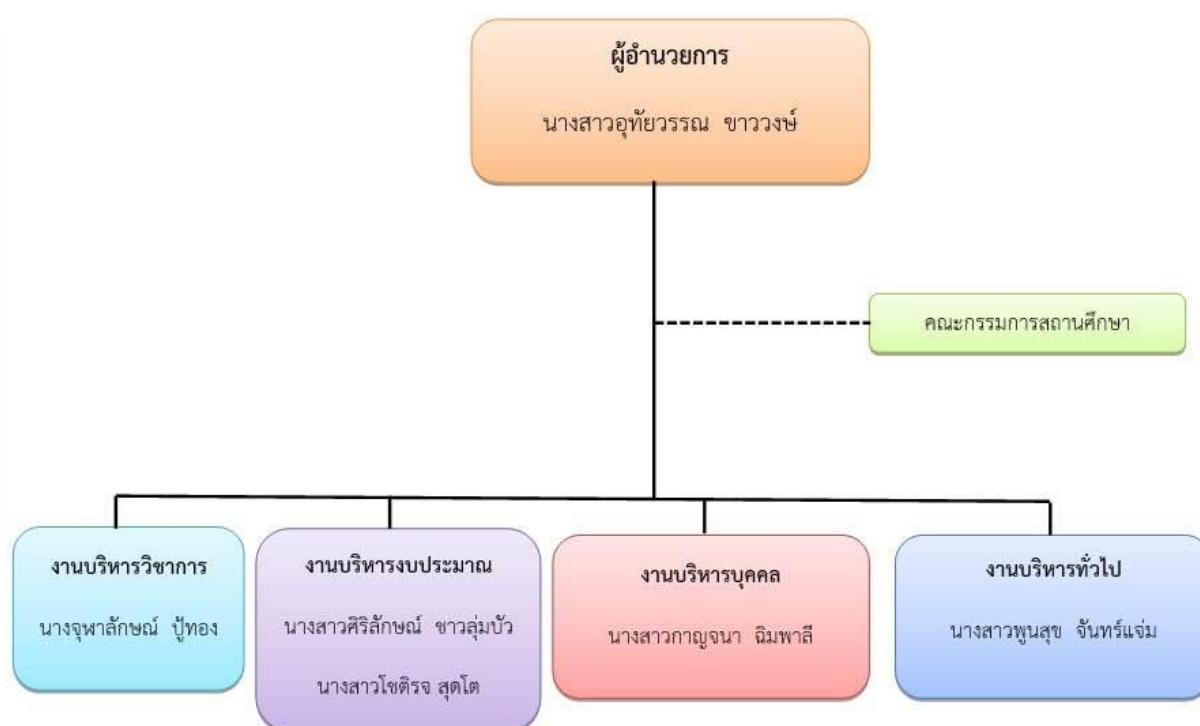 ผู้อำนวยการ
นางสาวอุทัยวรรณ ขาววงษ์
คณะกรรมการสถานศึกษา
งานบริหารวิชาการ
นางจุฬาลักษณ์ ปู้ทอง
งานบริหารงบประมาณ
นางสาวศิริลักษณ์ ชาวลุ่มบัว
นางสาวโชติรจ สุดโต
งานบริหารบุคคล
นางสาวกาญจนา ฉิมพาลี
งานบริหารทั่วไป
นางสาวพูนสุข จันทร์แจ่ม